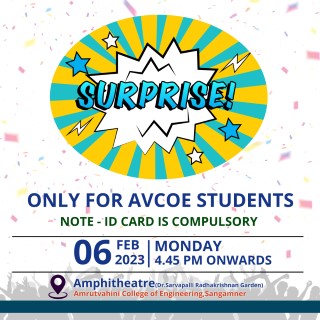 SURPRISE!
ONLY FOR AVCOE STUDENTS
NOTE - ID CARD IS COMPULSORY
06 FEB 2023 | MONDAY
4.45 PM ONWARDS
Amphitheatre(Dr.Sarvapalli Radhakrishnan Garden)
Amrutvahini College of Engineering,Sangamner